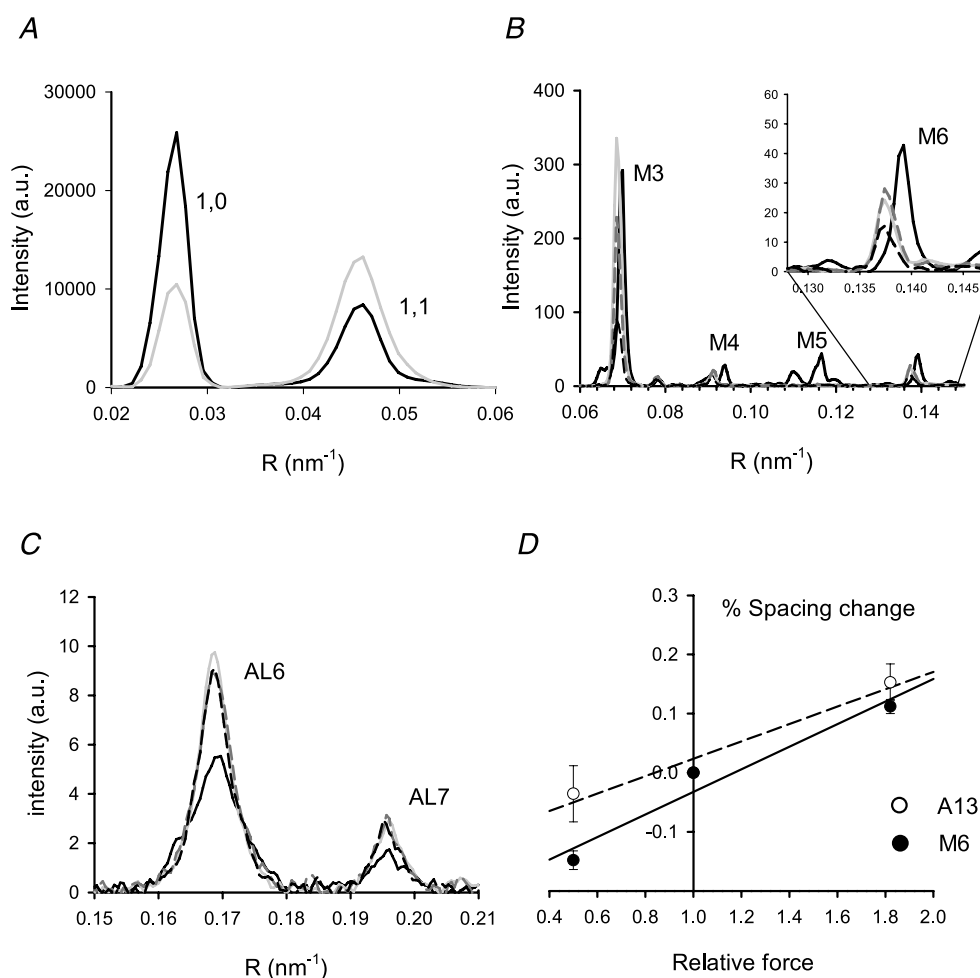 A
30000
20000
10000
0
Intensity (a.u.)
1,0
1,1
0.02 0.03 0.04 0.05 0.06
R (nm-1)
B
400
300
200
100
0
Intensity (a.u.)
M3
M4
M5
0.06 0.08 0.10 0.12 0.14
R (nm-1)
60
50
40
30
20
10
0
M6
0.130 0.135 0.140 0.145
C
12
10
8
6
4
2
0
intensity (a.u.)
AL6
AL7
0.15 0.16 0.17 0.18 0.19 0.20 0.21
R (nm-1)
D
0.3
% Spacing change
0.2
0.1
-0.0
-0.1
A13
M6
0.4 0.6 0.8 1.0 1.2 1.4 1.6 1.8 2.0
Relative force